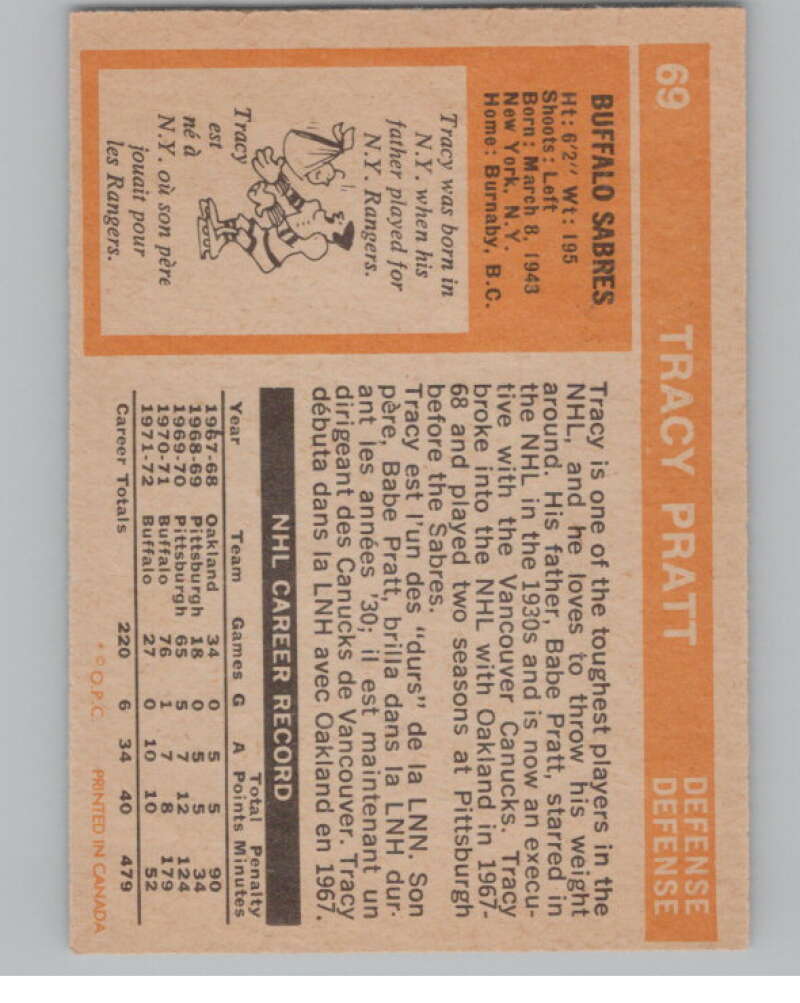 69 TRACY PRATT DEFENSE
DEFENSE
BUFFALO SABRES
Ht: 6'2" Wt: 195
Shoots: Left
Born: March 8, 1943
New York, N.Y.
Home: Burnaby, B.C.
Tracy was born in
N.Y. when his
father played for
N.Y. Rangers.
Tracy
est
né à
N.Y. où son père
jouait pour
les Rangers.
Tracy is one of the toughest players in the
NHL, and he loves to throw his weight
around. His father, Babe Pratt, starred in
the NHL in the 1930s and is now an execu-
tive with the Vancouver Canucks. Tracy
broke into the NHL with Oakland in 1967-
68 and played two seasons at Pittsburgh
before the Sabres.
Tracy est l'un des "durs" de la LNN. Son
père, Babe Pratt, brilla dans la LNH dur-
ant les années '30; il est maintenant un
dirigeant des Canucks de Vancouver. Tracy
débuta dans la LNH avec Oakland en 1967.
NHL CAREER RECORD
Total Penalty
Year Team Games G A Points Minutes
1967-68 Oakland 34 0 5 5 90
1968-69 Pittsburgh 18 0 5 5 34
1969-70 Pittsburgh 65 5 7 12 124
1970-71 Buffalo 76 1 7 8 179
1971-72 Buffalo 27 0 10 10 52
Career Totals 220 6 34 40 479
* © O.P.C. PRINTED IN CANADA